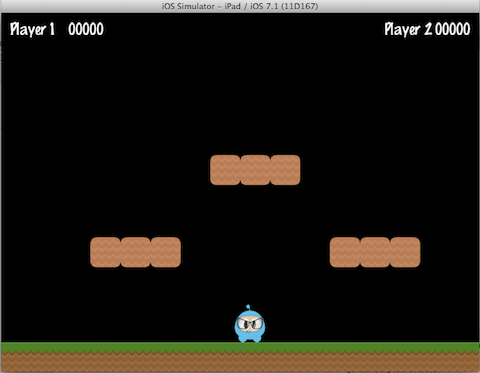 iOS Simulator - iPad / iOS 7.1 (11D167)
Player 1 00000
Player 2 00000